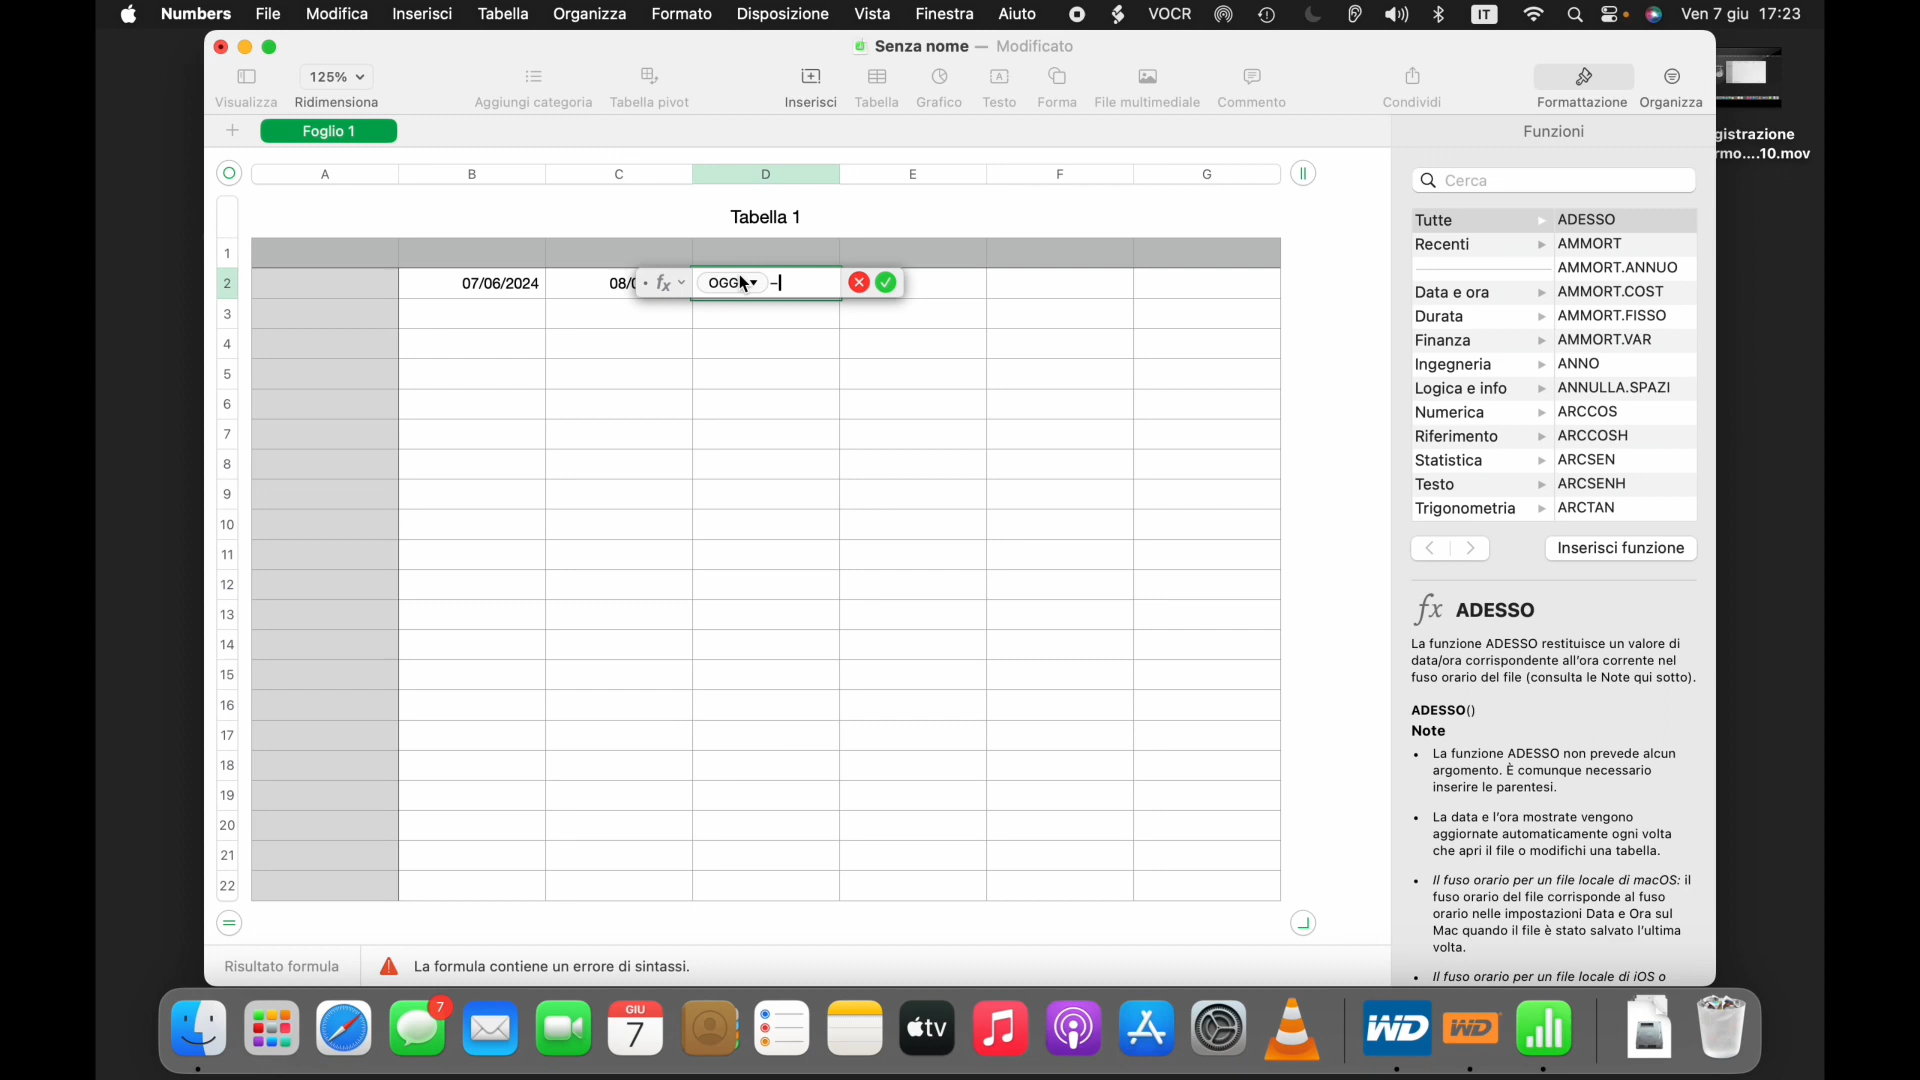 Numbers File Modifica Inserisci Tabella Organizza Formato Disposizione Vista Finestra Aiuto VOCR IT Ven 7 giu 17:23
Senza nome — Modificato
125%
Visualizza Ridimensiona Aggiungi categoria Tabella pivot Inserisci Tabella Grafico Testo Forma File multimediale Commento Condividi Formattazione Organizza
Foglio 1
Funzioni
gistrazione
rmo....10.mov
A B C D E F G
Cerca
Tabella 1
1
2 07/06/2024 08/0 fx -
3
4
5
6
7
8
9
10
11
12
13
14
15
16
17
18
19
20
21
22
Tutte ADESSO
Recenti AMMORT
AMMORT.ANNUO
Data e ora AMMORT.COST
Durata AMMORT.FISSO
Finanza AMMORT.VAR
Ingegneria ANNO
Logica e info ANNULLA.SPAZI
Numerica ARCCOS
Riferimento ARCCOSH
Statistica ARCSEN
Testo ARCSENH
Trigonometria ARCTAN
Inserisci funzione
fx ADESSO
La funzione ADESSO restituisce un valore di
data/ora corrispondente all'ora corrente nel
fuso orario del file (consulta le Note qui sotto).
ADESSO()
Note
• La funzione ADESSO non prevede alcun
argomento. È comunque necessario
inserire le parentesi.
• La data e l'ora mostrate vengono
aggiornate automaticamente ogni volta
che apri il file o modifichi una tabella.
• Il fuso orario per un file locale di macOS: il
fuso orario del file corrisponde al fuso
orario nelle impostazioni Data e Ora sul
Mac quando il file è stato salvato l'ultima
volta.
• Il fuso orario per un file locale di iOS o
Risultato formula La formula contiene un errore di sintassi.
7
GIU
7
tv
WD
WD